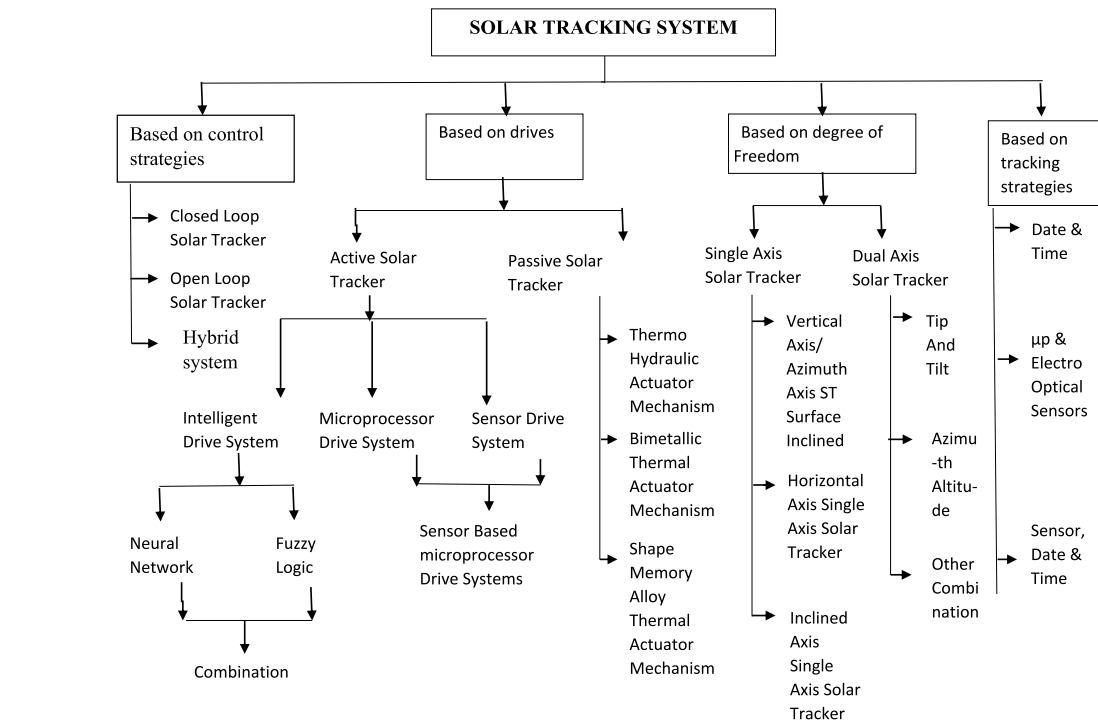 SOLAR TRACKING SYSTEM
Based on control
strategies
Closed Loop
Solar Tracker
Open Loop
Solar Tracker
Hybrid
system
Based on drives
Active Solar
Tracker
Intelligent
Drive System
Neural
Network
Fuzzy
Logic
Combination
Microprocessor
Drive System
Sensor Drive
System
Sensor Based
microprocessor
Drive Systems
Passive Solar
Tracker
Thermo
Hydraulic
Actuator
Mechanism
Bimetallic
Thermal
Actuator
Mechanism
Shape
Memory
Alloy
Thermal
Actuator
Mechanism
Based on degree of
Freedom
Single Axis
Solar Tracker
Vertical
Axis/
Azimuth
Axis ST
Surface
Inclined
Horizontal
Axis Single
Axis Solar
Tracker
Inclined
Axis
Single
Axis Solar
Tracker
Dual Axis
Solar Tracker
Tip
And
Tilt
Azimu
-th
Altitu-
de
Other
Combi
nation
Based on
tracking
strategies
Date &
Time
μp &
Electro
Optical
Sensors
Sensor,
Date &
Time